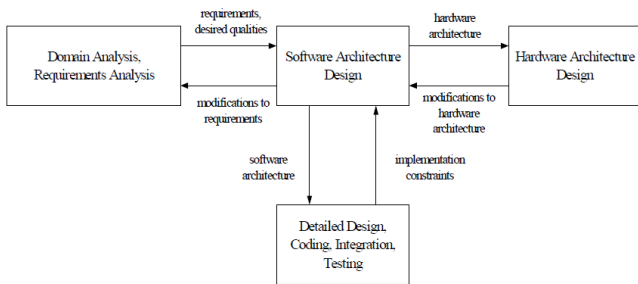 requirements,
desired qualities
hardware
architecture
Domain Analysis,
Requirements Analysis
Software Architecture
Design
Hardware Architecture
Design
modifications to
requirements
modifications to
hardware
architecture
software
architecture
implementation
constraints
Detailed Design,
Coding, Integration,
Testing